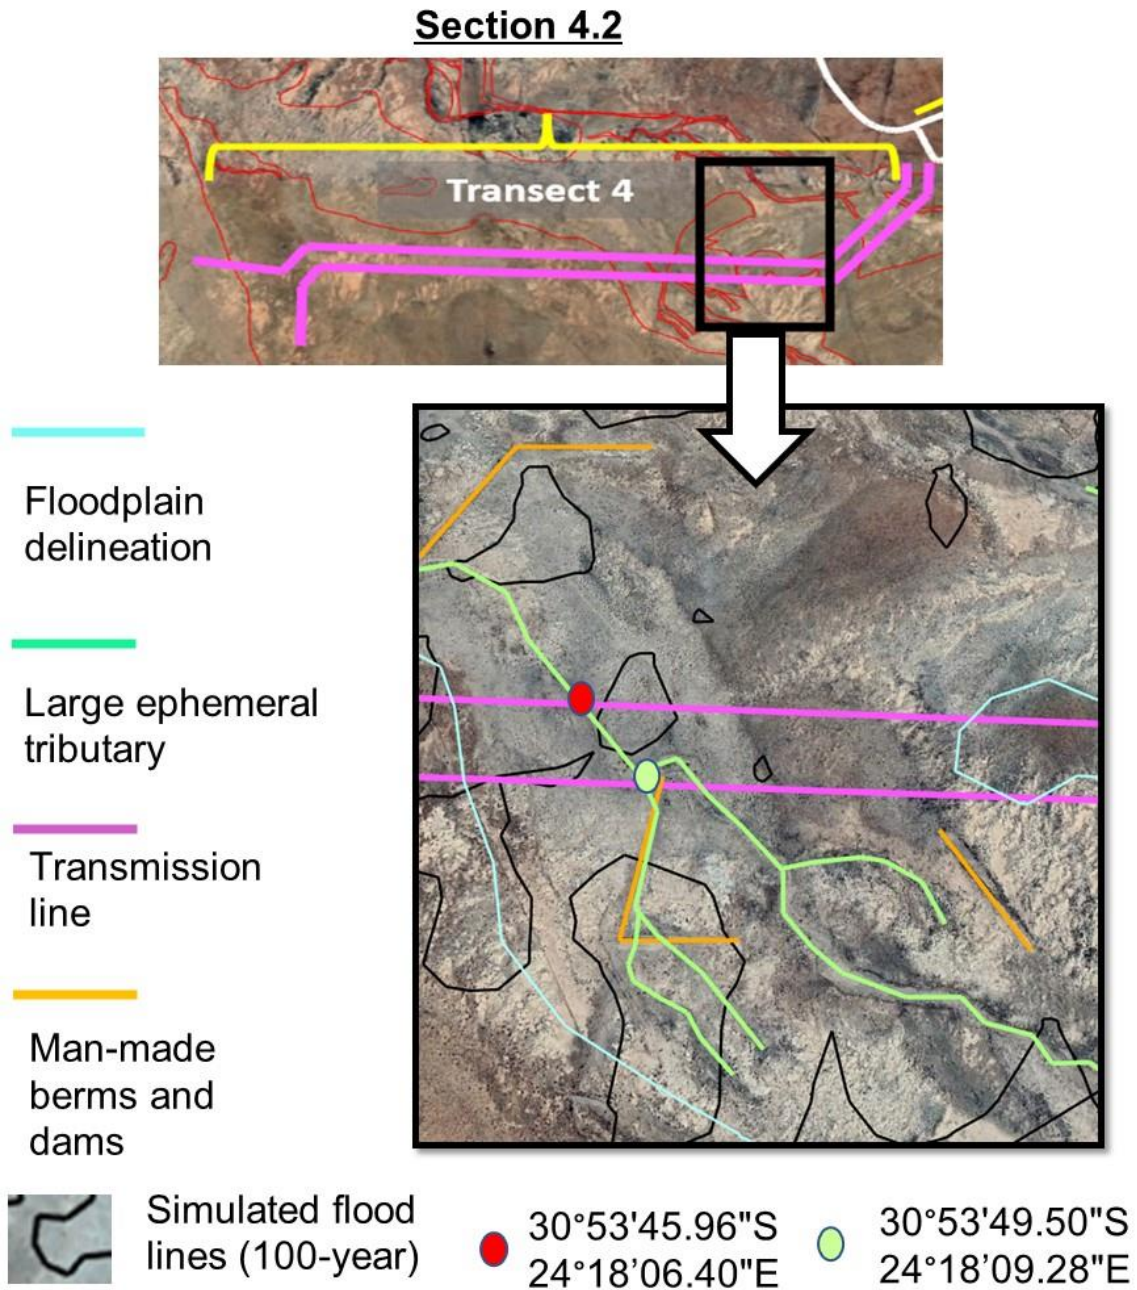 Section 4.2
Transect 4
Floodplain
delineation
Large ephemeral
tributary
Transmission
line
Man-made
berms and
dams
Simulated flood
lines (100-year)
30°53'45.96"S
24°18’06.40"E
30°53'49.50"S
24°18’09.28"E